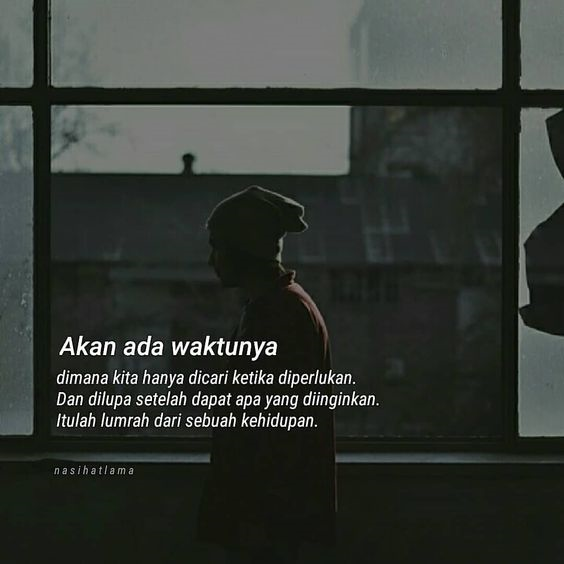 Akan ada waktunya
dimana kita hanya dicari ketika diperlukan.
Dan dilupa setelah dapat apa yang diinginkan.
Itulah lumrah dari sebuah kehidupan.
nasihatlama